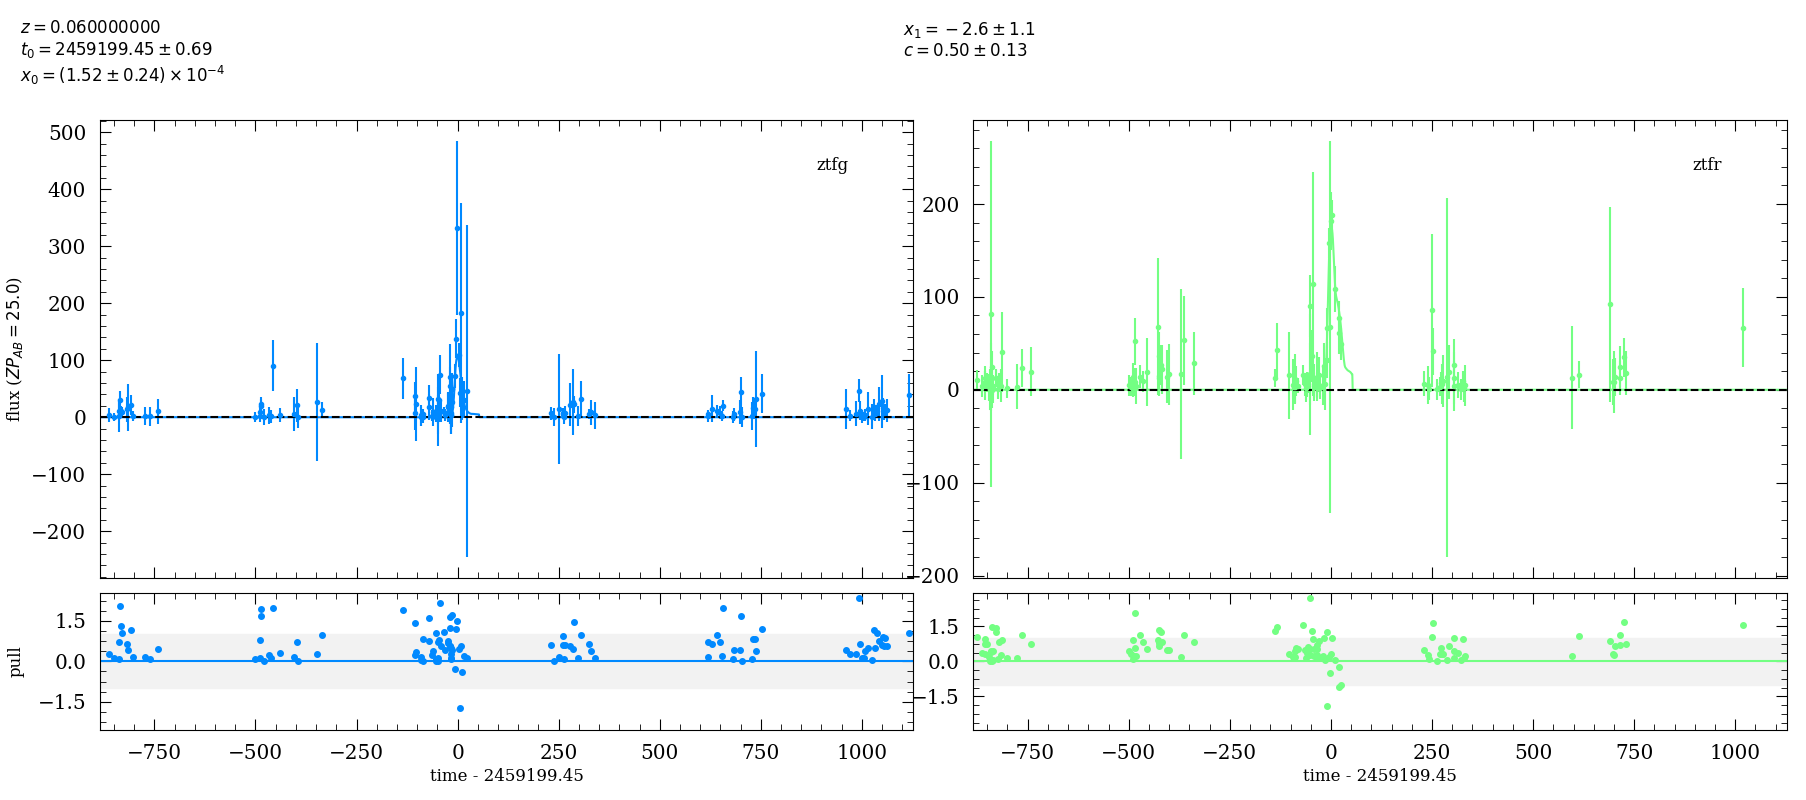 z = 0.060000000
t₀ = 2459199.45 ± 0.69
x₀ = (1.52 ± 0.24) × 10⁻⁴
x₁ = −2.6 ± 1.1
c = 0.50 ± 0.13
500
400
300
200
100
0
−100
−200
flux (ZP_AB = 25.0)
ztfg
200
100
0
−100
−200
ztfr
1.5
0.0
−1.5
pull
−750 −500 −250 0 250 500 750 1000
time - 2459199.45
1.5
0.0
−1.5
−750 −500 −250 0 250 500 750 1000
time - 2459199.45